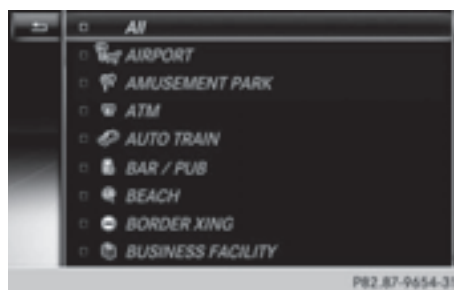 All
AIRPORT
AMUSEMENT PARK
ATM
AUTO TRAIN
BAR / PUB
BEACH
BORDER XING
BUSINESS FACILITY
P82.87-9654-31